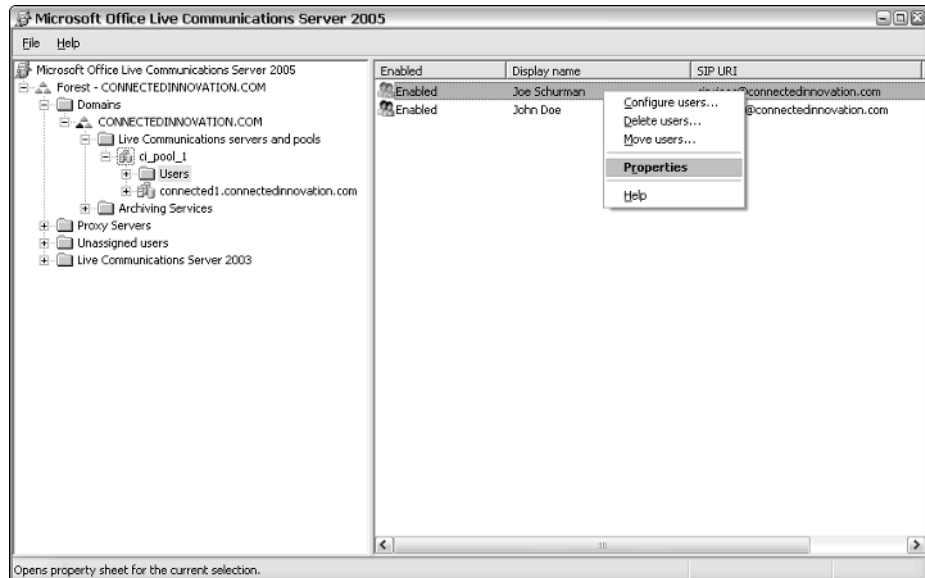 Microsoft Office Live Communications Server 2005
File Help
Microsoft Office Live Communications Server 2005
Forest - CONNECTEDINNOVATION.COM
Domains
CONNECTEDINNOVATION.COM
Live Communications servers and pools
ci_pool_1
Users
connected1.connectedinnovation.com
Archiving Services
Proxy Servers
Unassigned users
Live Communications Server 2003
Enabled Display name SIP URI
Enabled Joe Schurman @connectedinnovation.com
Enabled John Doe @connectedinnovation.com
Configure users...
Delete users...
Move users...
Properties
Help
Opens property sheet for the current selection.